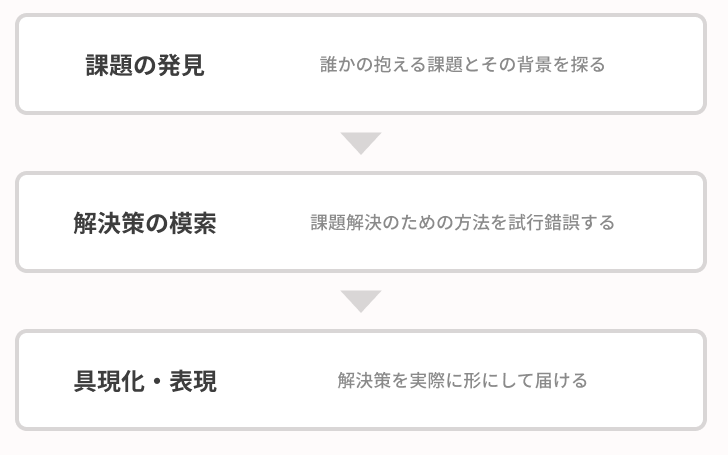 課題の発見
誰かの抱える課題とその背景を探る
解決策の模索
課題解決のための方法を試行錯誤する
具現化・表現
解決策を実際に形にして届ける